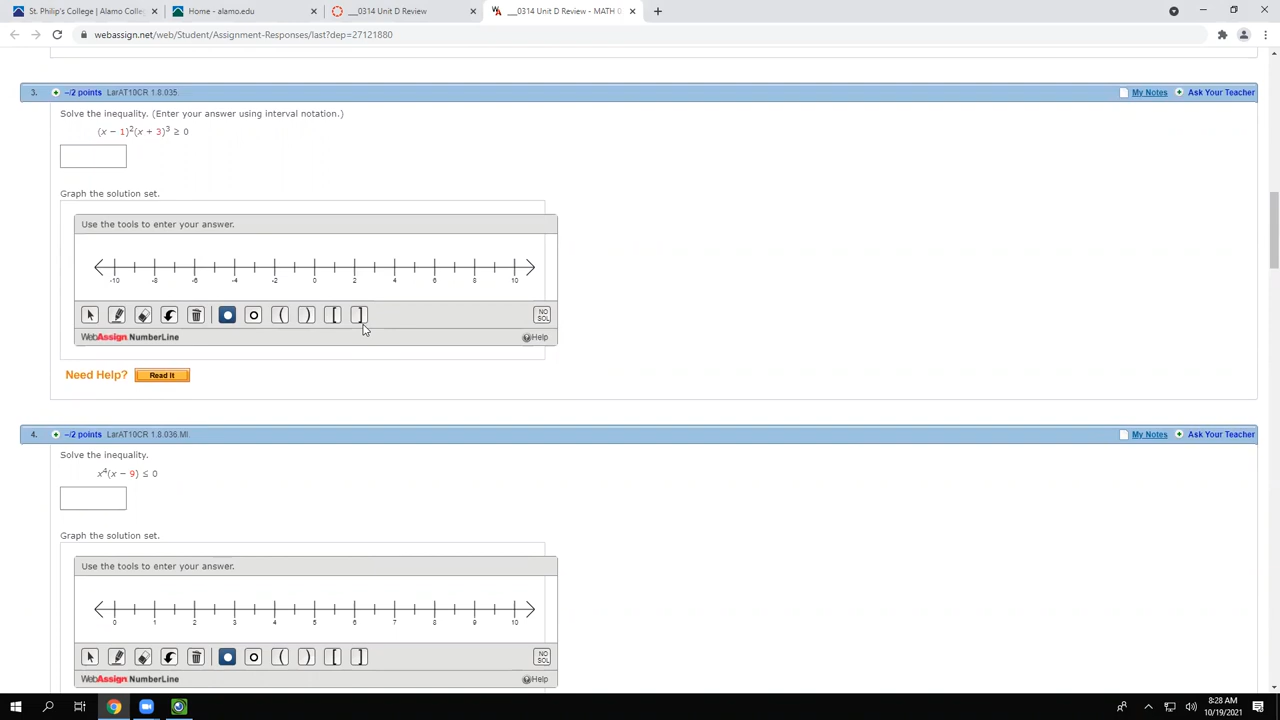 St. Philip's College | Alamo Colle
Home - alamo.edu
__0314 Unit D Review
__0314 Unit D Review - MATH 0
webassign.net/web/Student/Assignment-Responses/last?dep=27121880
3. –/2 points LarAT10CR 1.8.035. My Notes Ask Your Teacher
Solve the inequality. (Enter your answer using interval notation.)
(x − 1)²(x + 3)³ ≥ 0
Graph the solution set.
Use the tools to enter your answer.
-10 -8 -6 -4 -2 0 2 4 6 8 10
( ) [ ] NO SOL
WebAssign NumberLine Help
Need Help? Read It
4. –/2 points LarAT10CR 1.8.036.MI. My Notes Ask Your Teacher
Solve the inequality.
x⁴(x − 9) ≤ 0
Graph the solution set.
Use the tools to enter your answer.
0 1 2 3 4 5 6 7 8 9 10
( ) [ ] NO SOL
WebAssign NumberLine Help
8:28 AM
10/19/2021